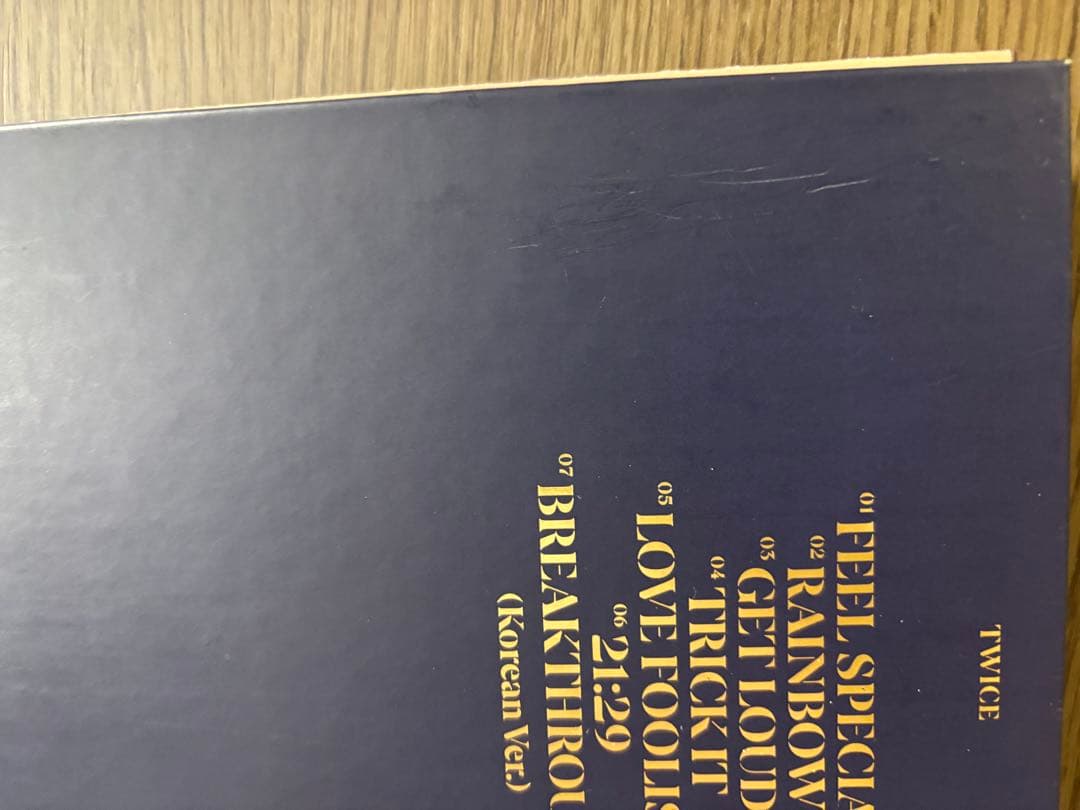 TWICE
01 FEEL SPECIA
02 RAINBOW
03 GET LOUD
04 TRICK IT
05 LOVE FOOLIS
06 21:29
07 BREAKTHROU
(Korean Ver.)